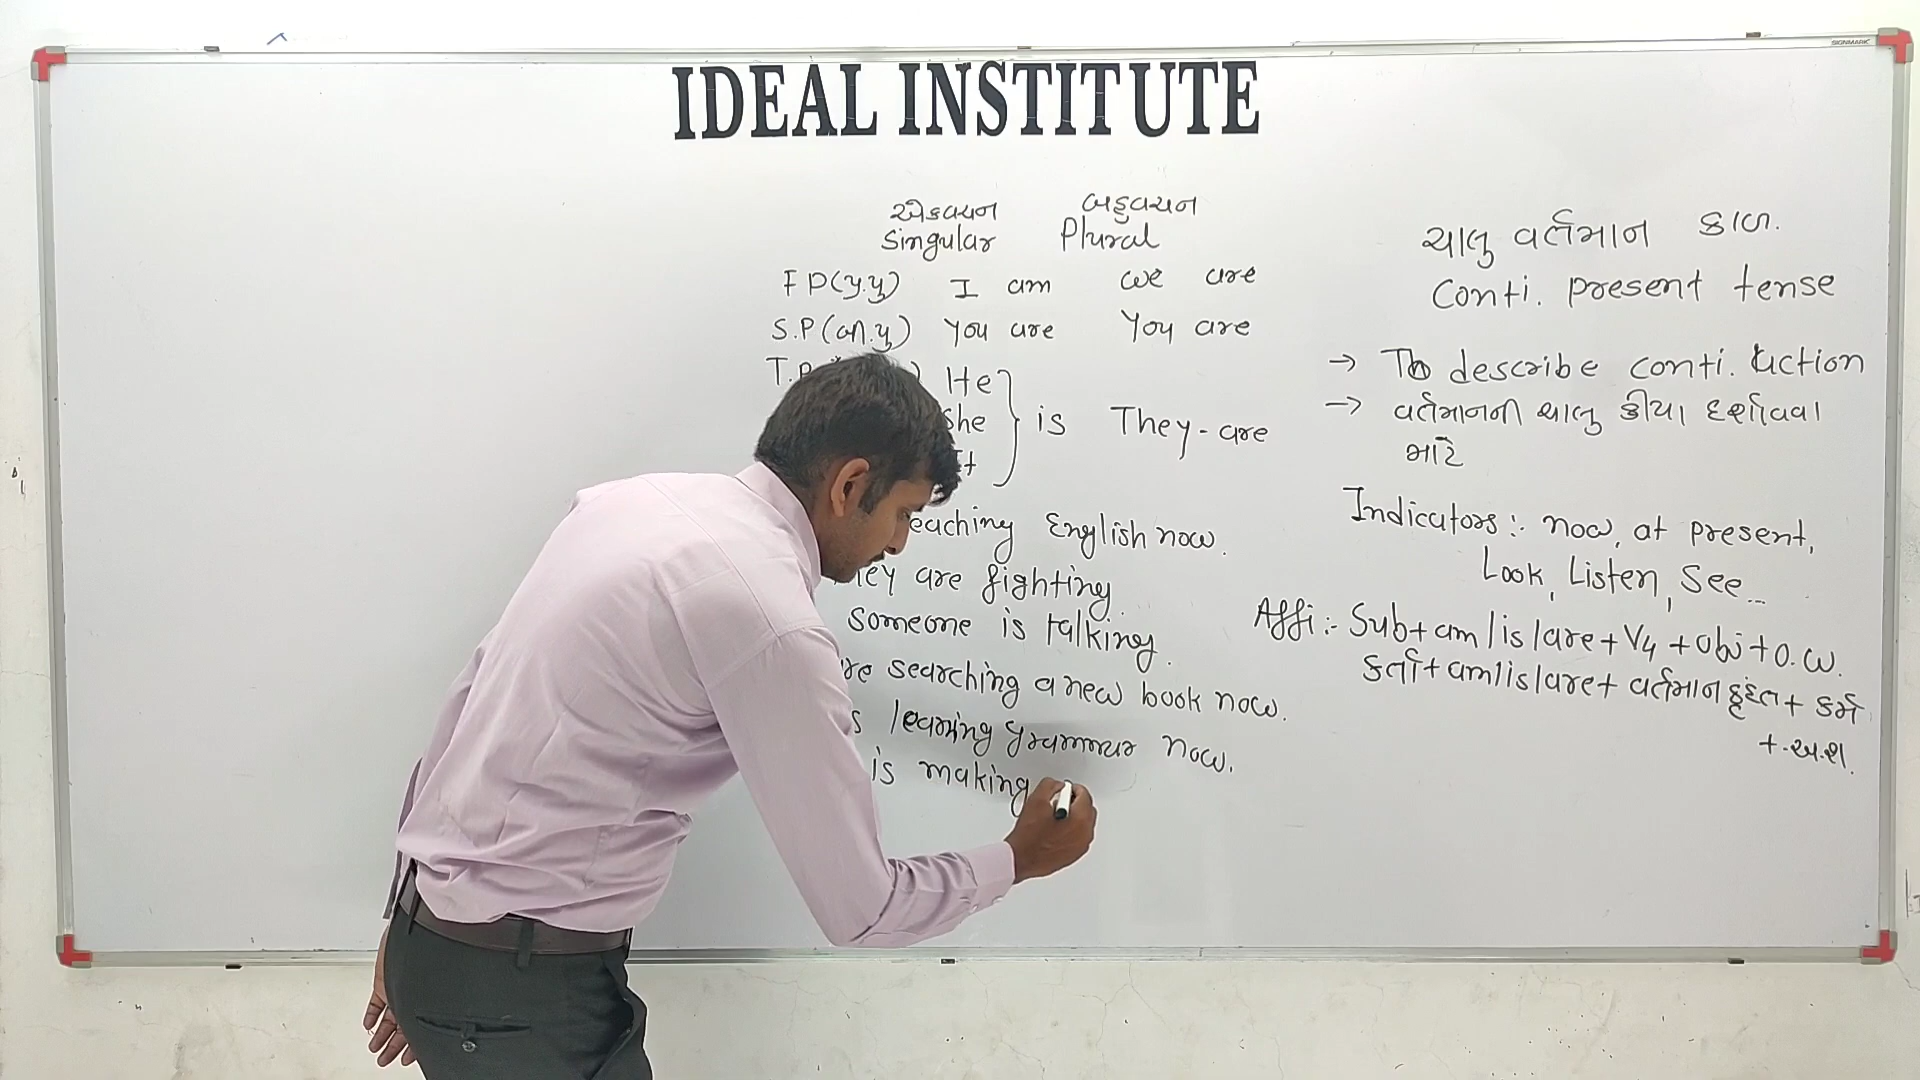 SIGNMARK
IDEAL INSTITUTE
એકવચન બહુવચન
Singular Plural
F P(પ.પુ) I am We are
S.P(બી.પુ) You are You are
T.P He
She is They-are
It
eaching English now.
ey are fighting.
Someone is talking.
re searching a new book now.
s learning grammar now.
is making
ચાલુ વર્તમાન કાળ.
Conti. present tense
→ To describe conti. action
→ વર્તમાનની ચાલુ ક્રીયા દર્શાવવા
માટે
Indicators:- now, at present,
Look, Listen, See...
Affi:- Sub+am/is/are+V4+obj+o.w.
કર્તા+am/is/are+વર્તમાન કૃદંત+કર્મ
+અ.શ.